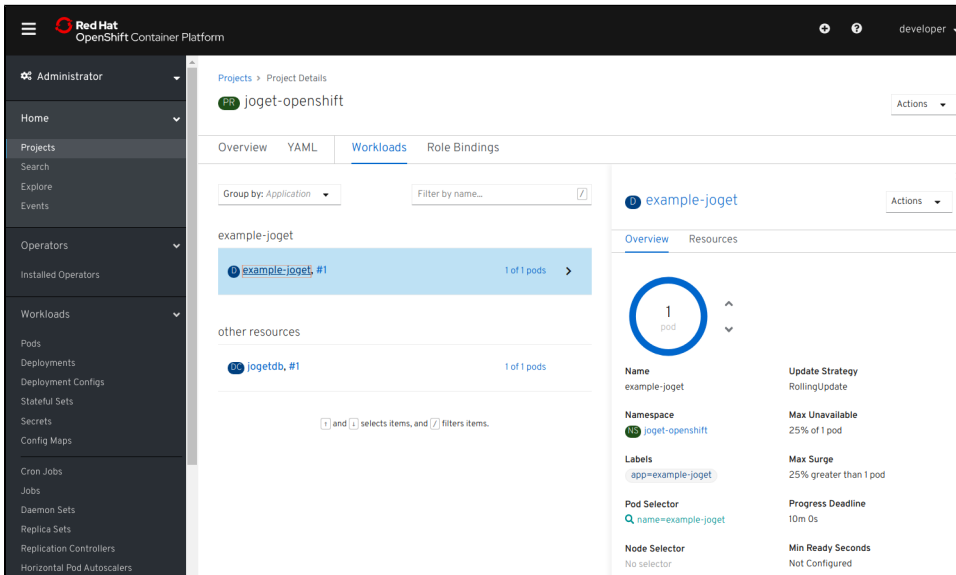 Red Hat
OpenShift Container Platform
developer
Administrator
Home
Projects
Search
Explore
Events
Operators
Installed Operators
Workloads
Pods
Deployments
Deployment Configs
Stateful Sets
Secrets
Config Maps
Cron Jobs
Jobs
Daemon Sets
Replica Sets
Replication Controllers
Horizontal Pod Autoscalers
Projects > Project Details
PR joget-openshift
Actions
Overview YAML Workloads Role Bindings
Group by: Application
Filter by name... /
example-joget
D example-joget, #1 1 of 1 pods
other resources
DC jogetdb, #1 1 of 1 pods
↑ and ↓ selects items, and / filters items.
D example-joget
Actions
Overview Resources
1
pod
Name
example-joget
Update Strategy
RollingUpdate
Namespace
NS joget-openshift
Max Unavailable
25% of 1 pod
Labels
app=example-joget
Max Surge
25% greater than 1 pod
Pod Selector
name=example-joget
Progress Deadline
10m 0s
Node Selector
No selector
Min Ready Seconds
Not Configured